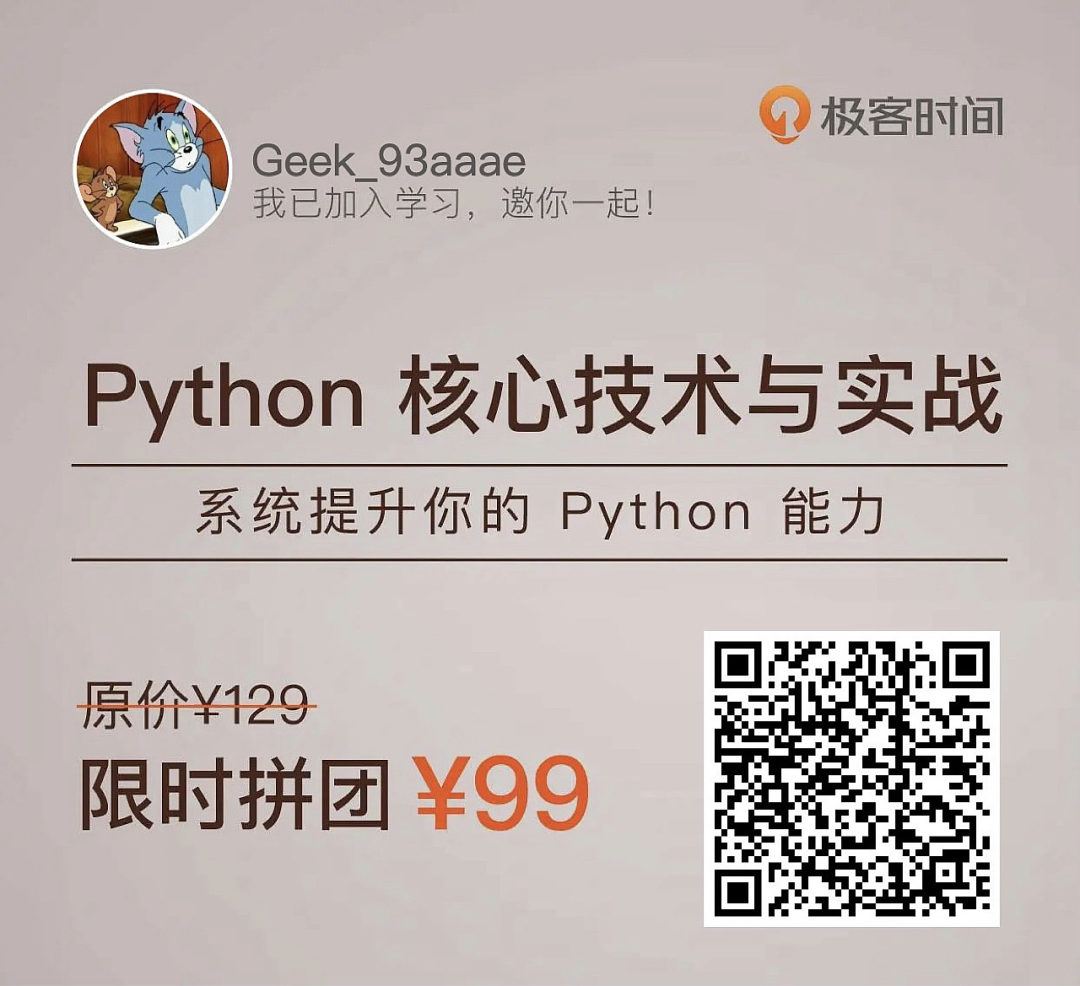 极客时间
Geek_93aaae
我已加入学习，邀你一起！
Python 核心技术与实战
系统提升你的 Python 能力
原价¥129
限时拼团 ¥99